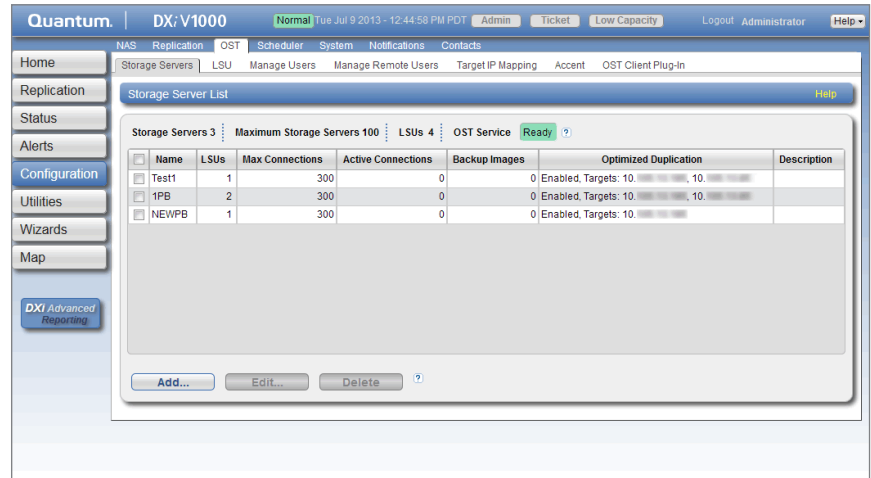 Quantum. DXi V1000 Normal Tue Jul 9 2013 - 12:44:58 PM PDT Admin Ticket Low Capacity Logout Administrator Help
NAS Replication OST Scheduler System Notifications Contacts
Home
Storage Servers LSU Manage Users Manage Remote Users Target IP Mapping Accent OST Client Plug-In
Replication
Storage Server List Help
Status
Storage Servers 3 Maximum Storage Servers 100 LSUs 4 OST Service Ready ?
Alerts
Name LSUs Max Connections Active Connections Backup Images Optimized Duplication Description
Configuration
Test1 1 300 0 0 Enabled, Targets: 10. , 10.
Utilities
1PB 2 300 0 0 Enabled, Targets: 10. , 10.
NEWPB 1 300 0 0 Enabled, Targets: 10.
Wizards
Map
DXi Advanced
Reporting
Add... Edit... Delete ?